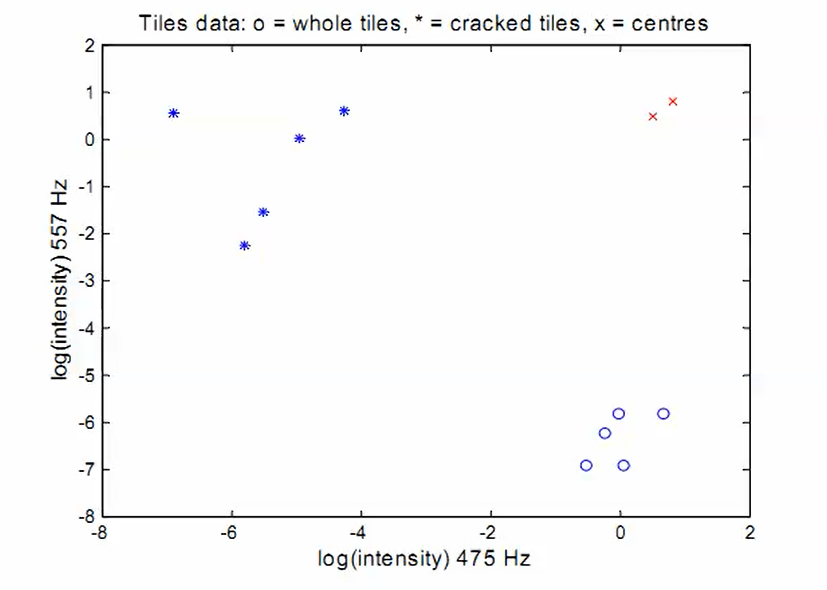 Tiles data: o = whole tiles, * = cracked tiles, x = centres
2
1
0
-1
-2
-3
-4
-5
-6
-7
-8
log(intensity) 557 Hz
-8 -6 -4 -2 0 2
log(intensity) 475 Hz